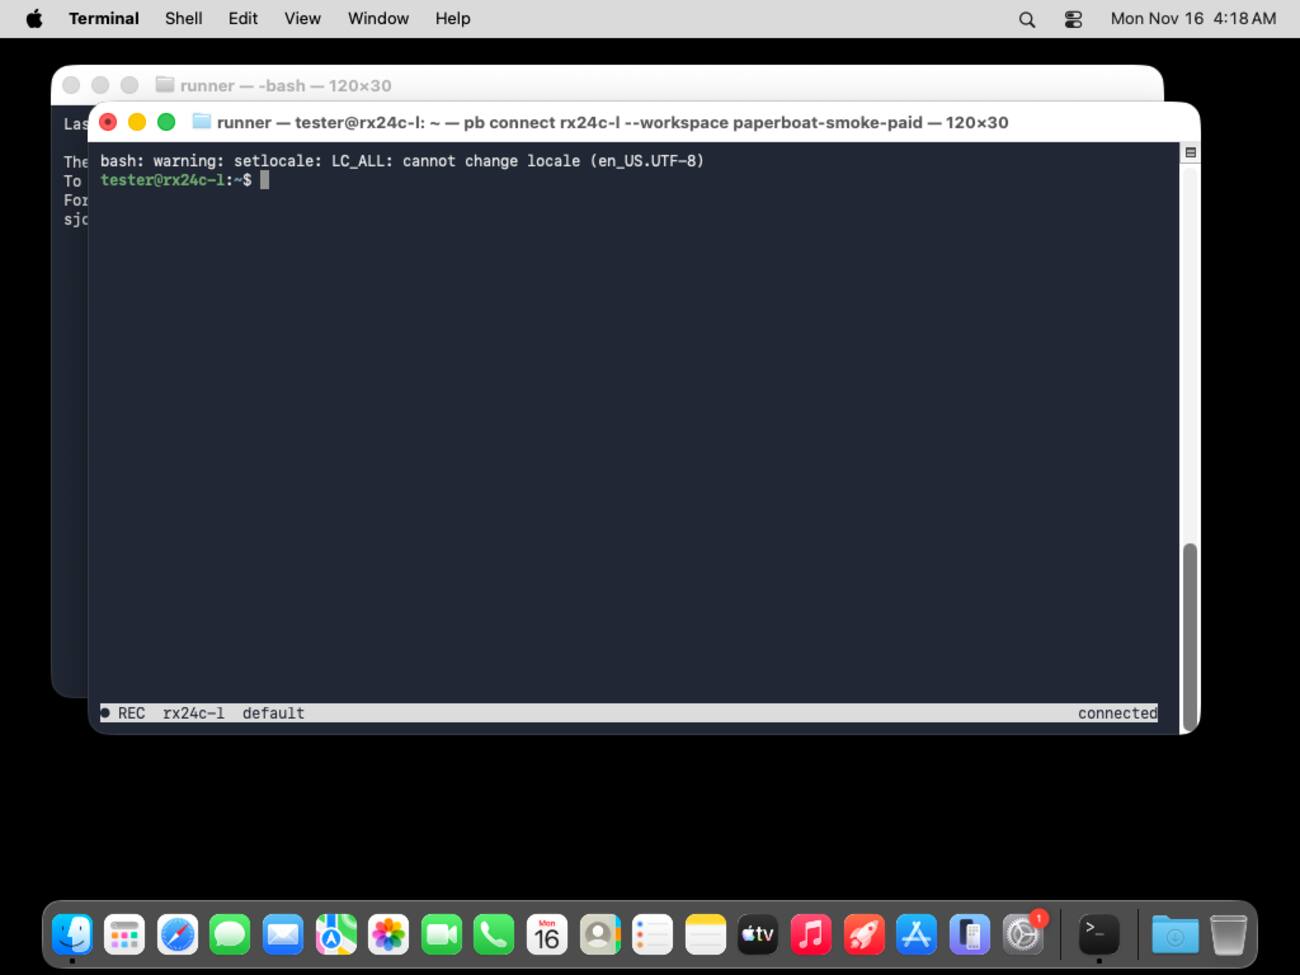 Terminal Shell Edit View Window Help Mon Nov 16 4:18 AM
runner — -bash — 120×30
runner — tester@rx24c-l: ~ — pb connect rx24c-l --workspace paperboat-smoke-paid — 120×30
Las
The
To
For
sjc
bash: warning: setlocale: LC_ALL: cannot change locale (en_US.UTF-8)
tester@rx24c-l:~$
● REC rx24c-l default connected
Mon
16
tv
1
>_